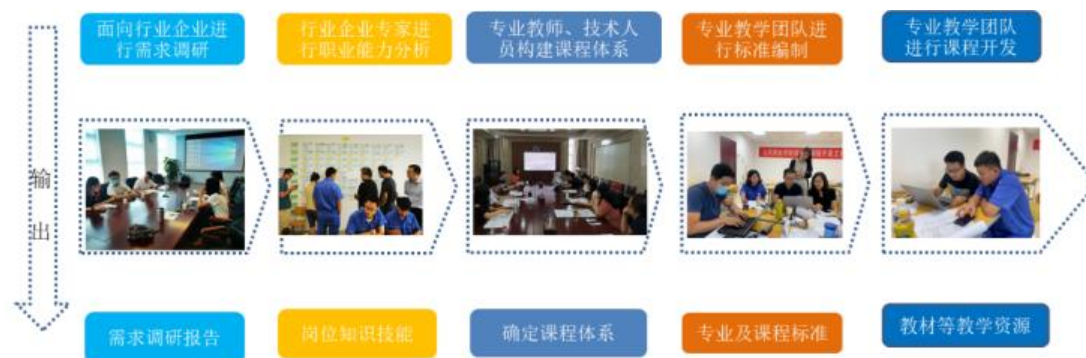 面向行业企业进
行需求调研
行业企业专家进
行职业能力分析
专业教师、技术人
员构建课程体系
专业教学团队进
行标准编制
专业教学团队
进行课程开发
输
出
需求调研报告
岗位知识技能
确定课程体系
专业及课程标准
教材等教学资源